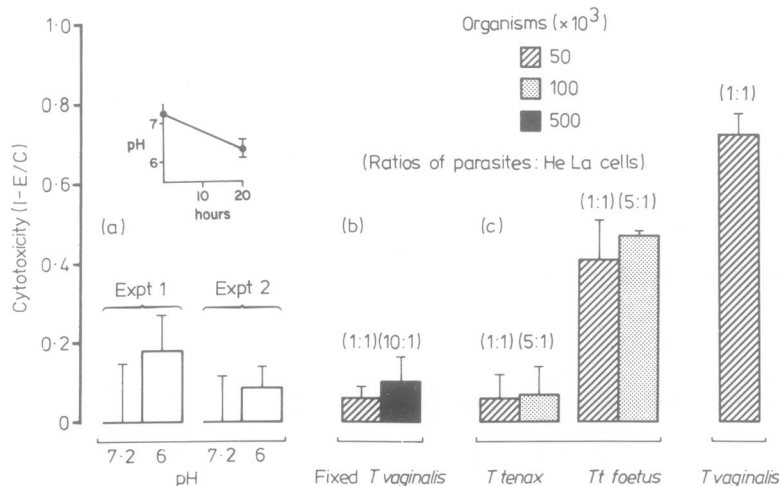 Organisms (×10³)
50
100
500
(Ratios of parasites: He La cells)
Cytotoxicity (1-E/C)
1·0
0·8
0·6
0·4
0·2
0
pH
7
6
10 20
hours
(a)
Expt 1 Expt 2
7·2 6 7·2 6
pH
(b)
(1:1) (10:1)
Fixed T vaginalis
(c)
(1:1) (5:1)
T tenax
(1:1) (5:1)
Tt foetus
(1:1)
T vaginalis